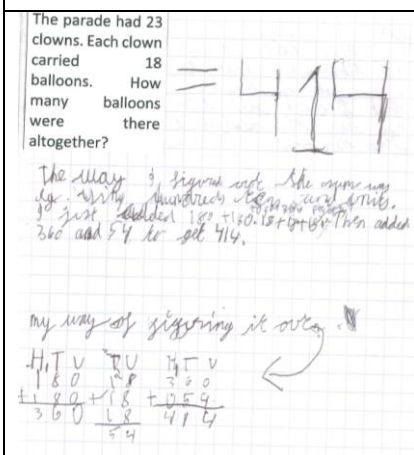 The parade had 23
clowns. Each clown
carried 18
balloons. How
many balloons
were there
altogether?
= 414
The way I figured out the sum was
by using hundreds tens and units.
I just added 180 +180. 18+18+18 Then added
360 and 54 to get 414.
my way of figuring it out
H, T U T U H, T U
1 8 0 1 8 3 6 0
+1 8 0 +1 8 +0 5 4
3 6 0 1 8 4 1 4
5 4